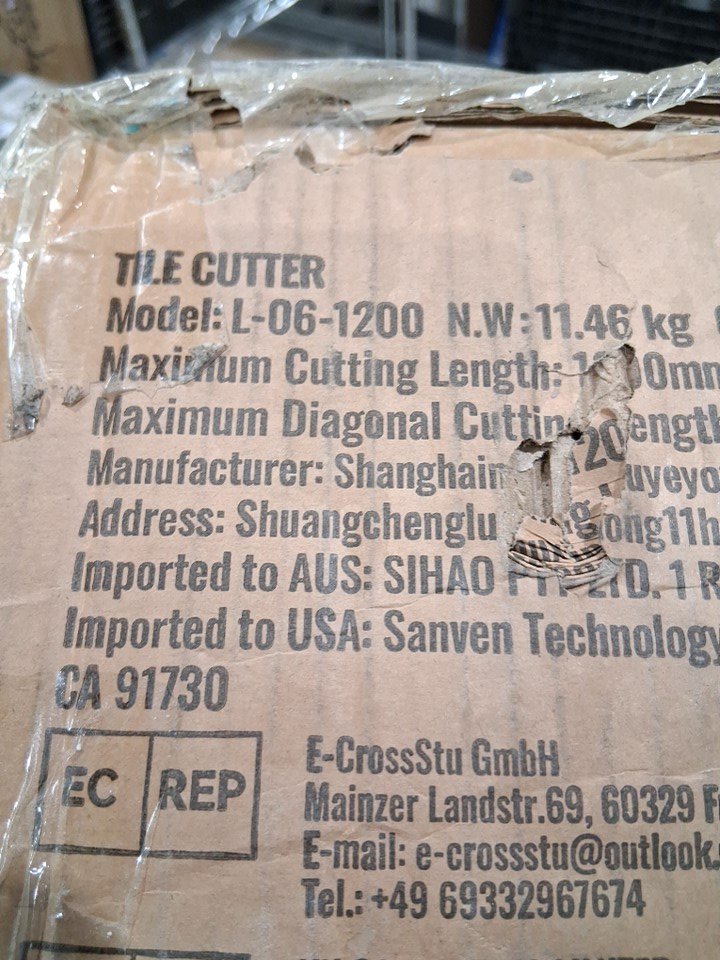 TILE CUTTER
Model: L-06-1200 N.W:11.46 kg
Maximum Cutting Length:
Maximum Diagonal
Manufacturer:
Address: Shuangchenglu
Imported to AUS: SIHAO LTD. 1
Imported to USA: Sanven Technology
CA 91730
EC REP
E-CrossStu GmbH
Mainzer Landstr.69, 60329
E-mail: e-crossstu@outlook.
Tel.: +49 69332967674